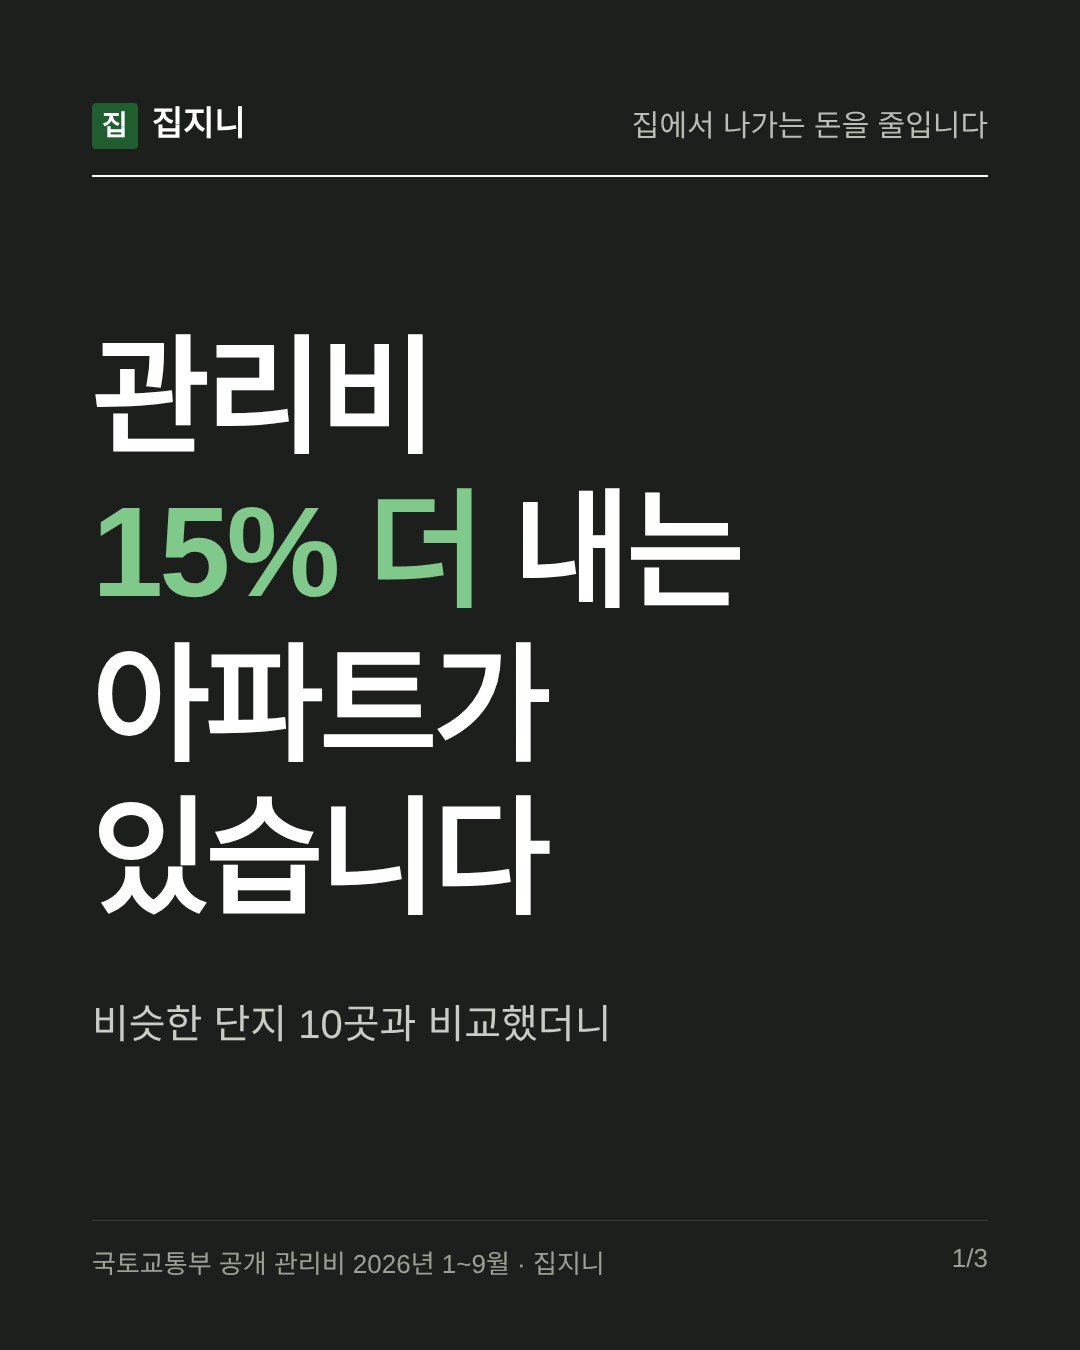 집 집지니
집에서 나가는 돈을 줄입니다
관리비
15% 더 내는
아파트가
있습니다
비슷한 단지 10곳과 비교했더니
국토교통부 공개 관리비 2026년 1~9월 · 집지니
1/3